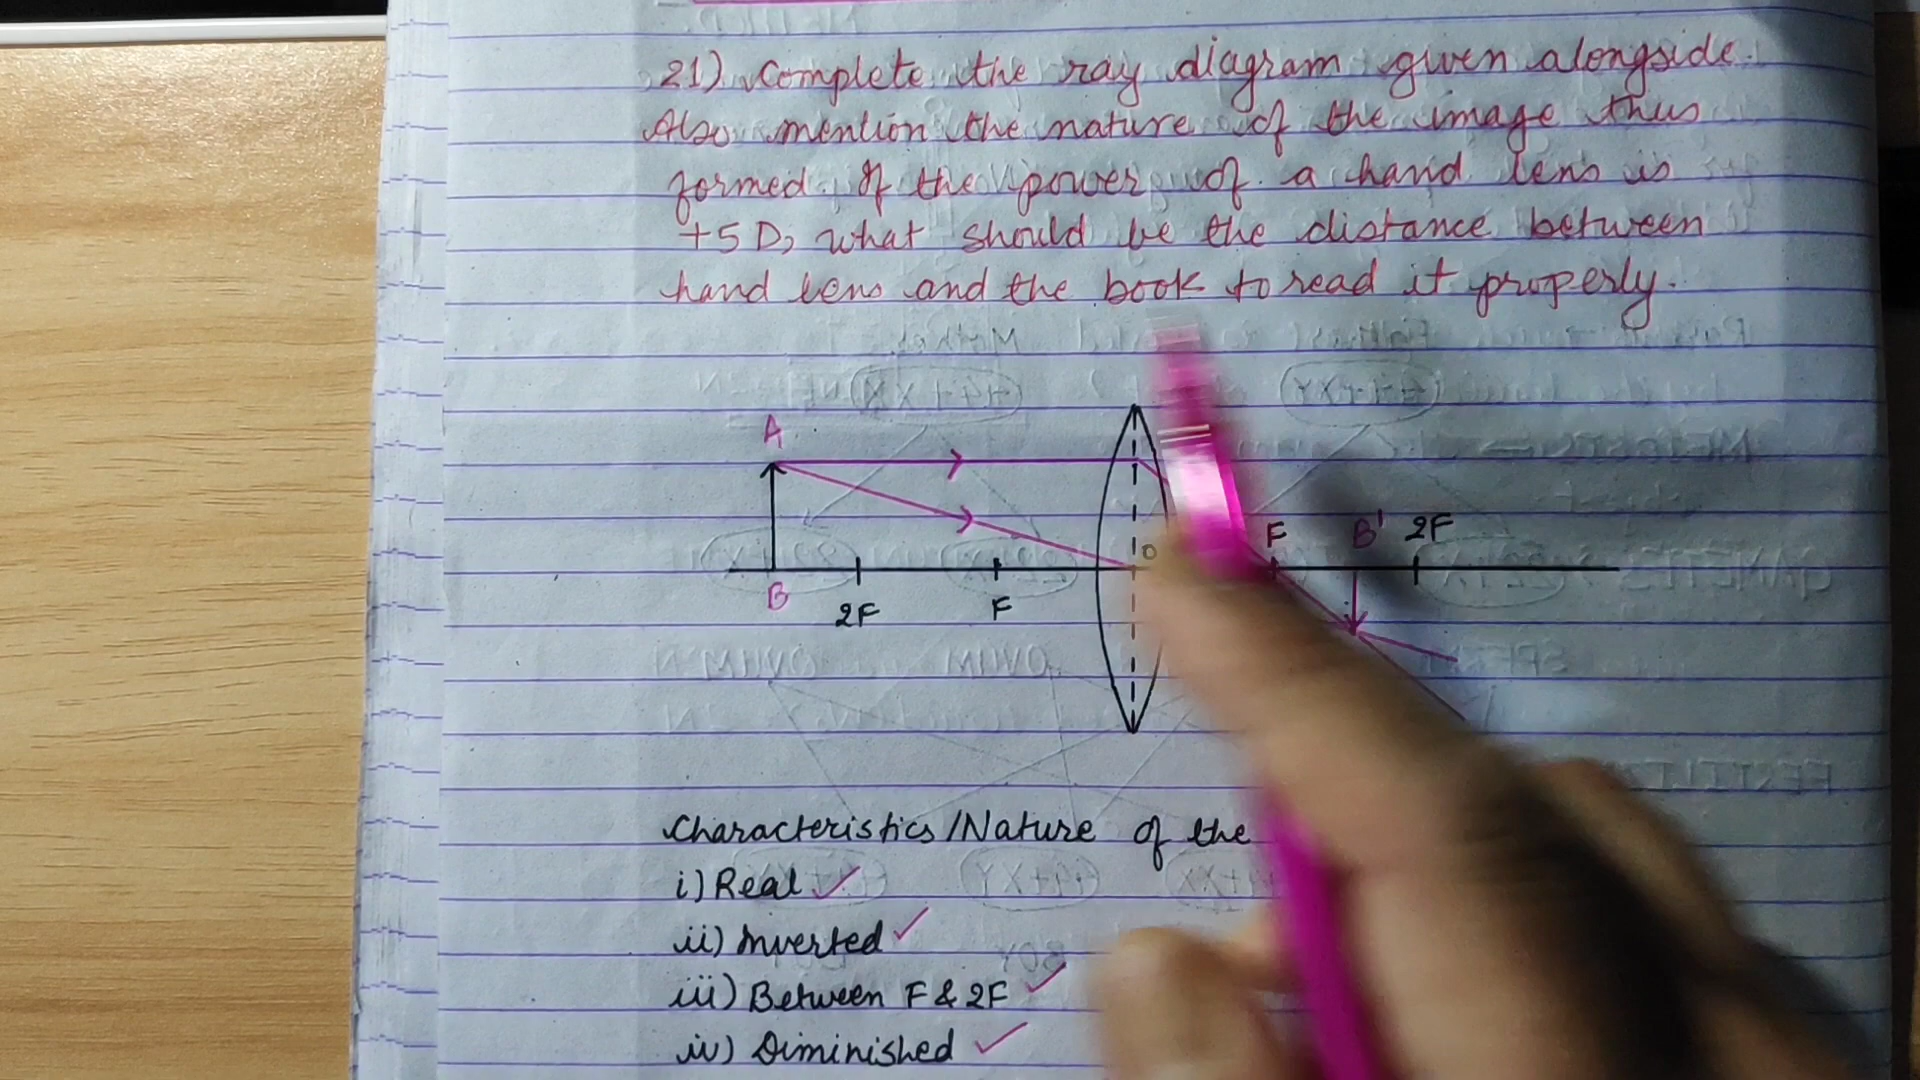 21) Complete the ray diagram given alongside.
Also mention the nature of the image thus
formed. If the power of a hand lens is
+5 D, what should be the distance between
hand lens and the book to read it properly.
A
F B' 2F
O
B 2F F
Characteristics/Nature of the
i) Real ✓
ii) Inverted ✓
iii) Between F & 2F ✓
iv) Diminished ✓